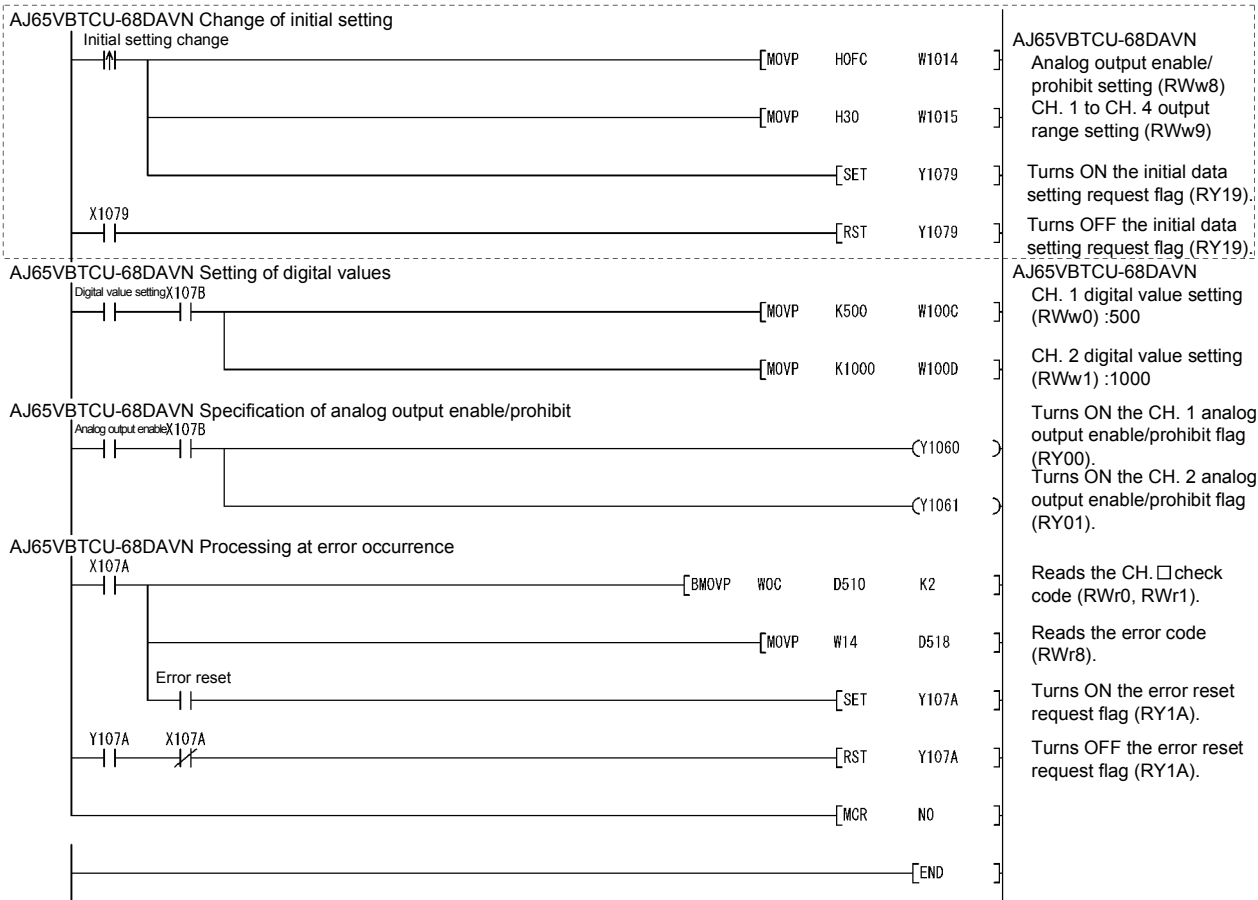 AJ65VBTCU-68DAVN Change of initial setting
Initial setting change
MOVP H0FC W1014
AJ65VBTCU-68DAVN
Analog output enable/
prohibit setting (RWw8)
CH. 1 to CH. 4 output
range setting (RWw9)
MOVP H30 W1015
SET Y1079
Turns ON the initial data
setting request flag (RY19).
X1079
RST Y1079
Turns OFF the initial data
setting request flag (RY19).
AJ65VBTCU-68DAVN Setting of digital values
AJ65VBTCU-68DAVN
Digital value setting X107B
MOVP K500 W100C
CH. 1 digital value setting
(RWw0) :500
MOVP K1000 W100D
CH. 2 digital value setting
(RWw1) :1000
AJ65VBTCU-68DAVN Specification of analog output enable/prohibit
Analog output enable X107B
Y1060
Turns ON the CH. 1 analog
output enable/prohibit flag
(RY00).
Y1061
Turns ON the CH. 2 analog
output enable/prohibit flag
(RY01).
AJ65VBTCU-68DAVN Processing at error occurrence
X107A
BMOVP W0C D510 K2
Reads the CH. □ check
code (RWr0, RWr1).
MOVP W14 D518
Reads the error code
(RWr8).
Error reset
SET Y107A
Turns ON the error reset
request flag (RY1A).
Y107A X107A
RST Y107A
Turns OFF the error reset
request flag (RY1A).
MCR N0
END